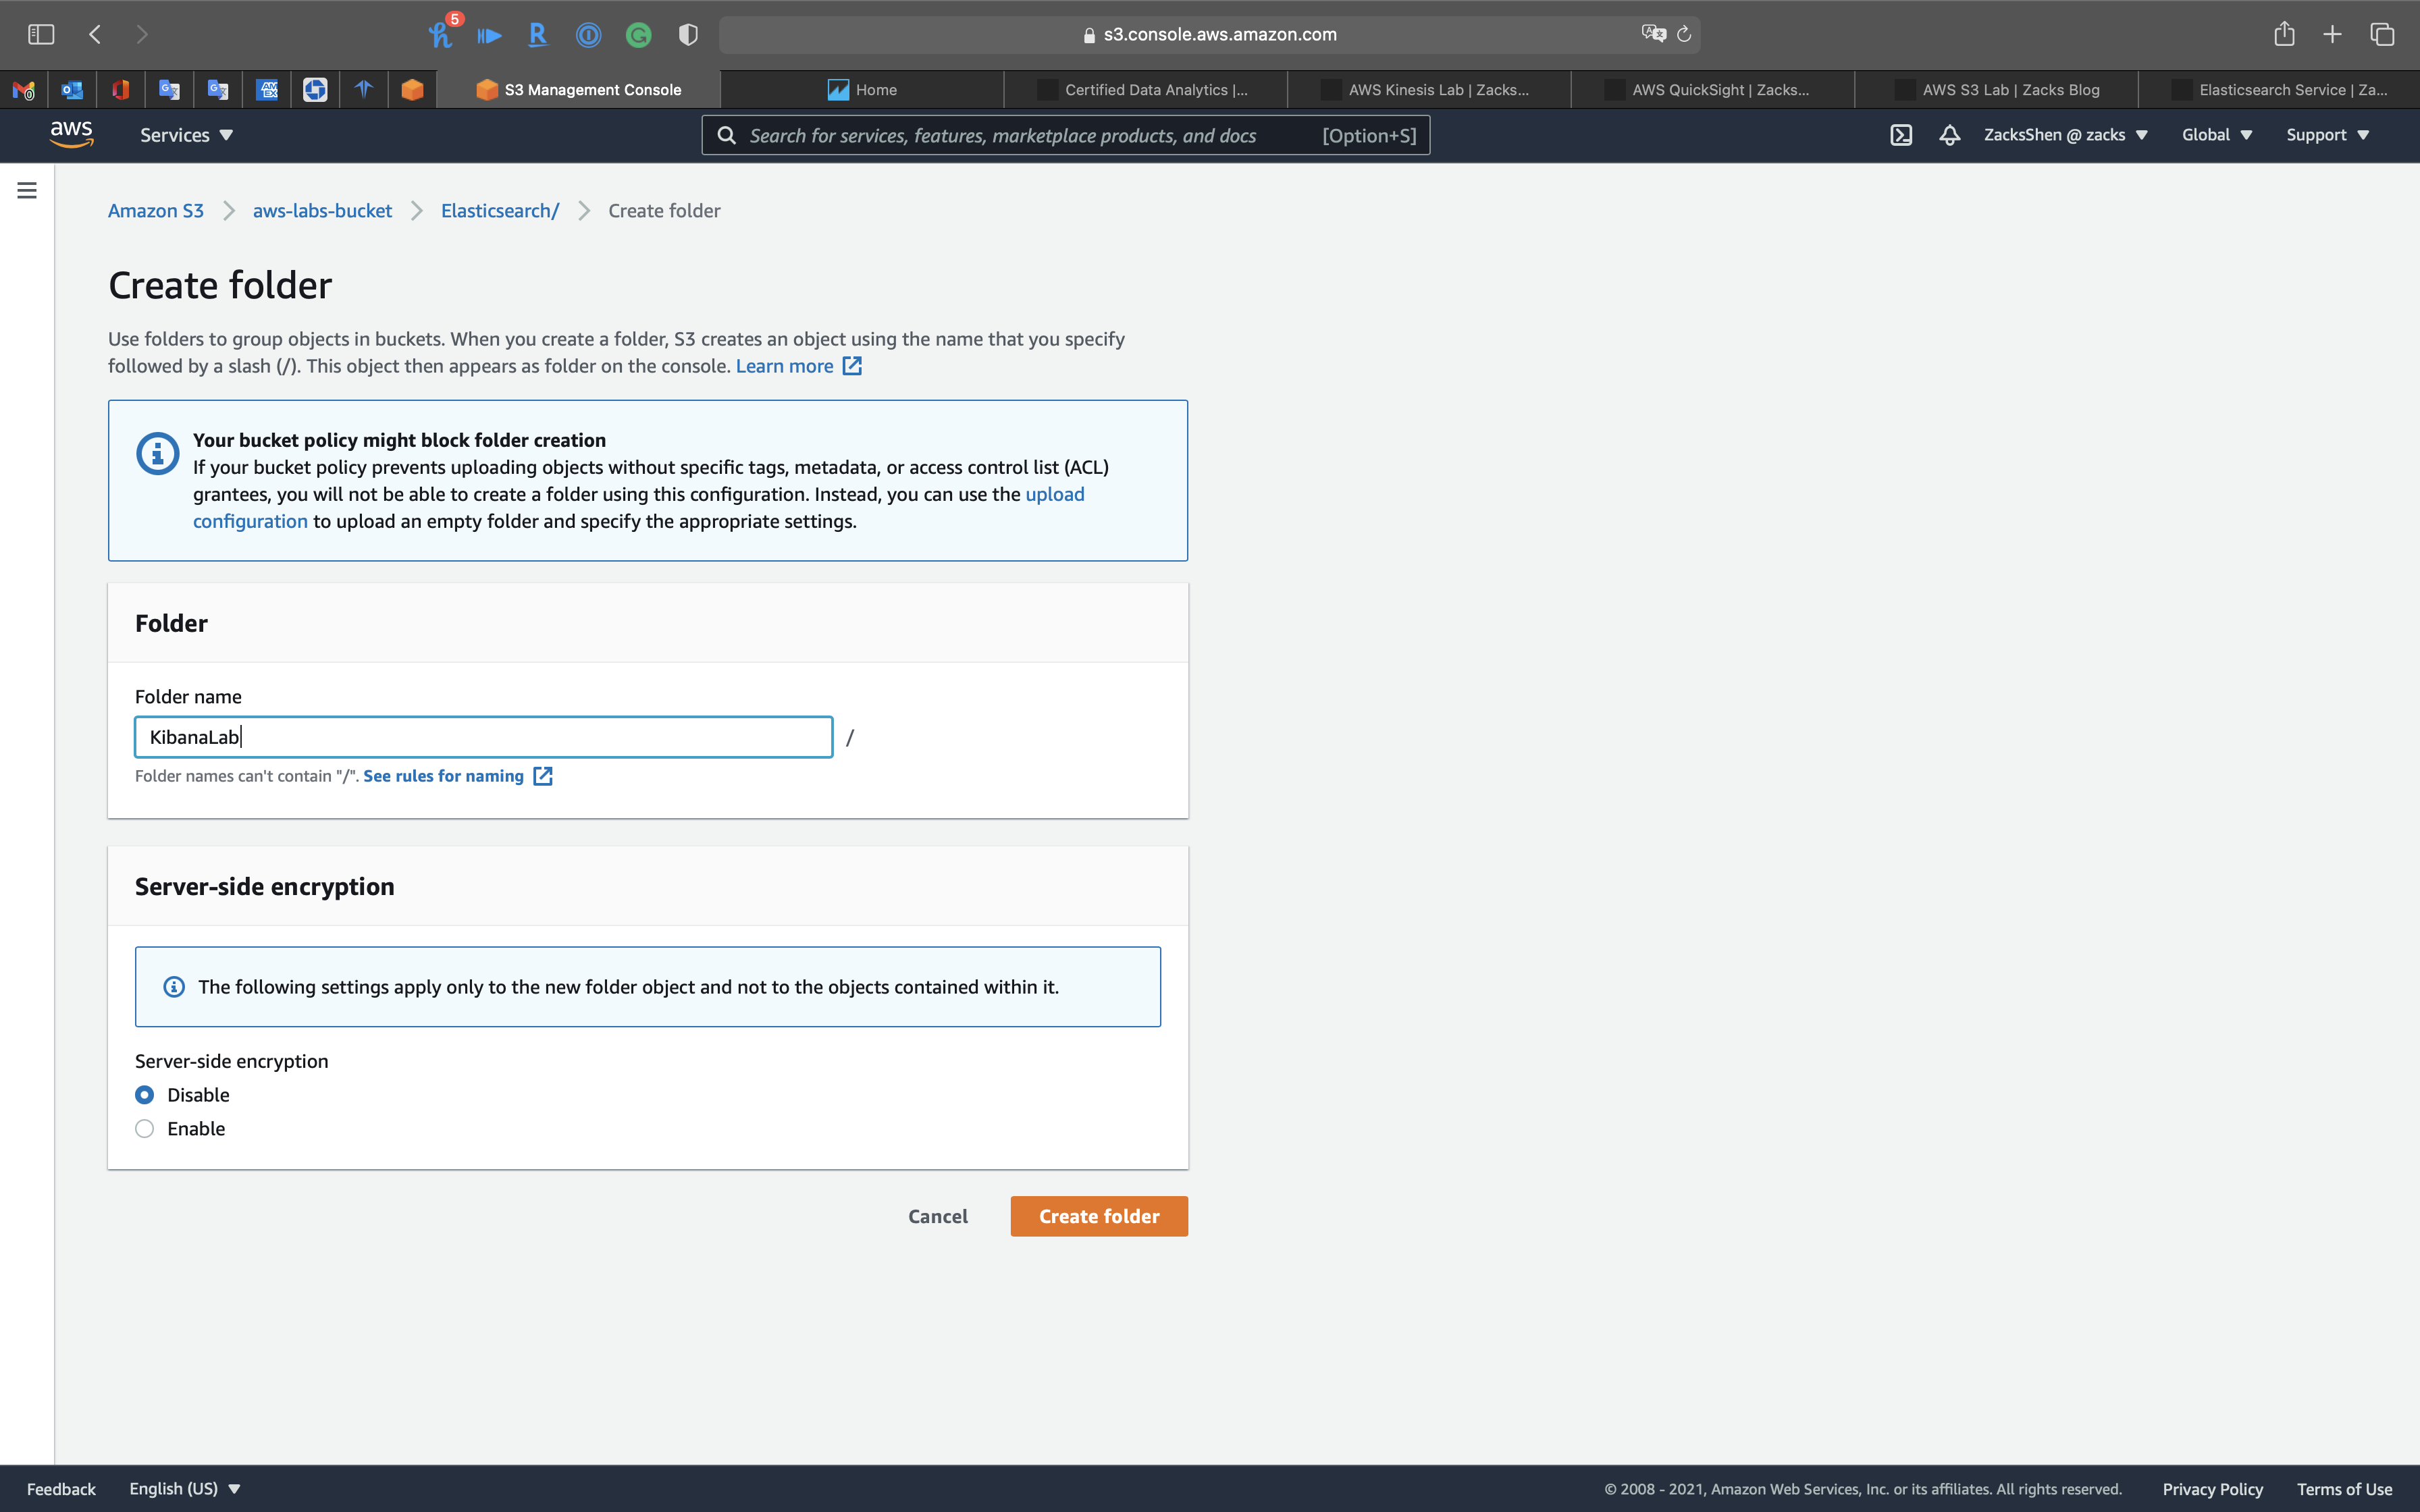 5
s3.console.aws.amazon.com
S3 Management Console
Home
Certified Data Analytics |...
AWS Kinesis Lab | Zacks...
AWS QuickSight | Zacks...
AWS S3 Lab | Zacks Blog
Elasticsearch Service | Za...
aws
Services
Search for services, features, marketplace products, and docs
[Option+S]
ZacksShen @ zacks
Global
Support
Amazon S3
aws-labs-bucket
Elasticsearch/
Create folder
Create folder
Use folders to group objects in buckets. When you create a folder, S3 creates an object using the name that you specify
followed by a slash (/). This object then appears as folder on the console. Learn more
Your bucket policy might block folder creation
If your bucket policy prevents uploading objects without specific tags, metadata, or access control list (ACL)
grantees, you will not be able to create a folder using this configuration. Instead, you can use the upload
configuration to upload an empty folder and specify the appropriate settings.
Folder
Folder name
KibanaLab
/
Folder names can't contain "/". See rules for naming
Server-side encryption
The following settings apply only to the new folder object and not to the objects contained within it.
Server-side encryption
Disable
Enable
Cancel
Create folder
Feedback
English (US)
© 2008 - 2021, Amazon Web Services, Inc. or its affiliates. All rights reserved.
Privacy Policy
Terms of Use